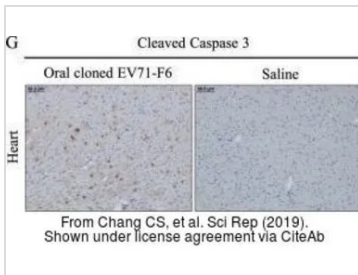 G
Cleaved Caspase 3
Oral cloned EV71-F6 Saline
Heart
From Chang CS, et al. Sci Rep (2019).
Shown under license agreement via CiteAb